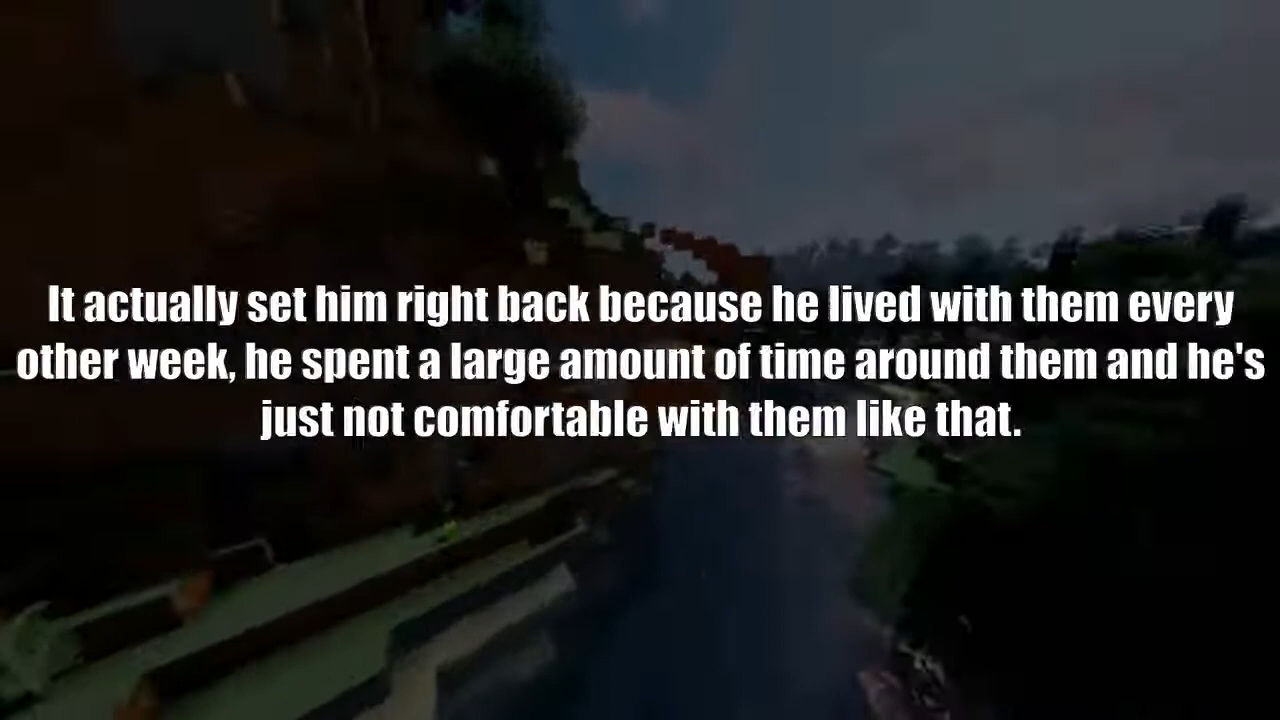 It actually set him right back because he lived with them every
other week, he spent a large amount of time around them and he's
just not comfortable with them like that.